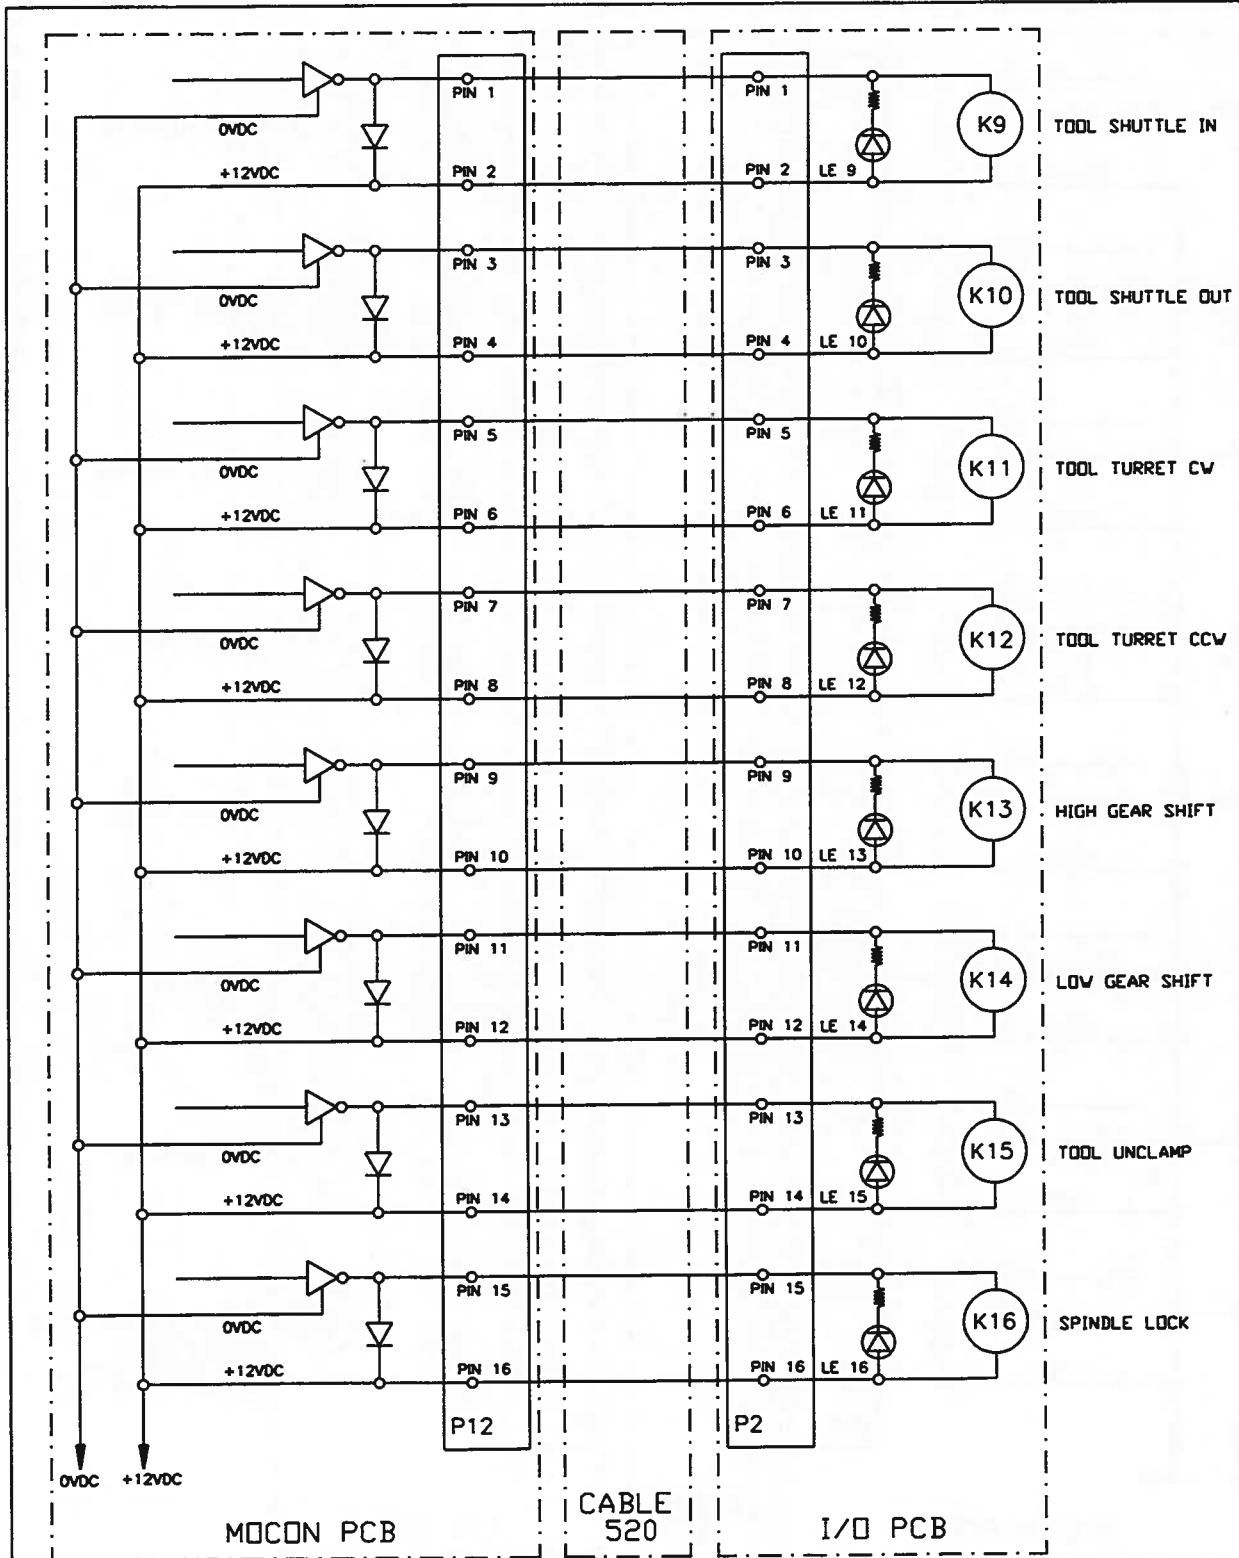 PIN 1 PIN 1
0VDC K9 TOOL SHUTTLE IN
+12VDC PIN 2 PIN 2 LE 9
PIN 3 PIN 3
0VDC K10 TOOL SHUTTLE OUT
+12VDC PIN 4 PIN 4 LE 10
PIN 5 PIN 5
0VDC K11 TOOL TURRET CW
+12VDC PIN 6 PIN 6 LE 11
PIN 7 PIN 7
0VDC K12 TOOL TURRET CCW
+12VDC PIN 8 PIN 8 LE 12
PIN 9 PIN 9
0VDC K13 HIGH GEAR SHIFT
+12VDC PIN 10 PIN 10 LE 13
PIN 11 PIN 11
0VDC K14 LOW GEAR SHIFT
+12VDC PIN 12 PIN 12 LE 14
PIN 13 PIN 13
0VDC K15 TOOL UNCLAMP
+12VDC PIN 14 PIN 14 LE 15
PIN 15 PIN 15
0VDC K16 SPINDLE LOCK
+12VDC PIN 16 PIN 16 LE 16
P12 P2
0VDC +12VDC
MOCON PCB
CABLE
520
I/O PCB